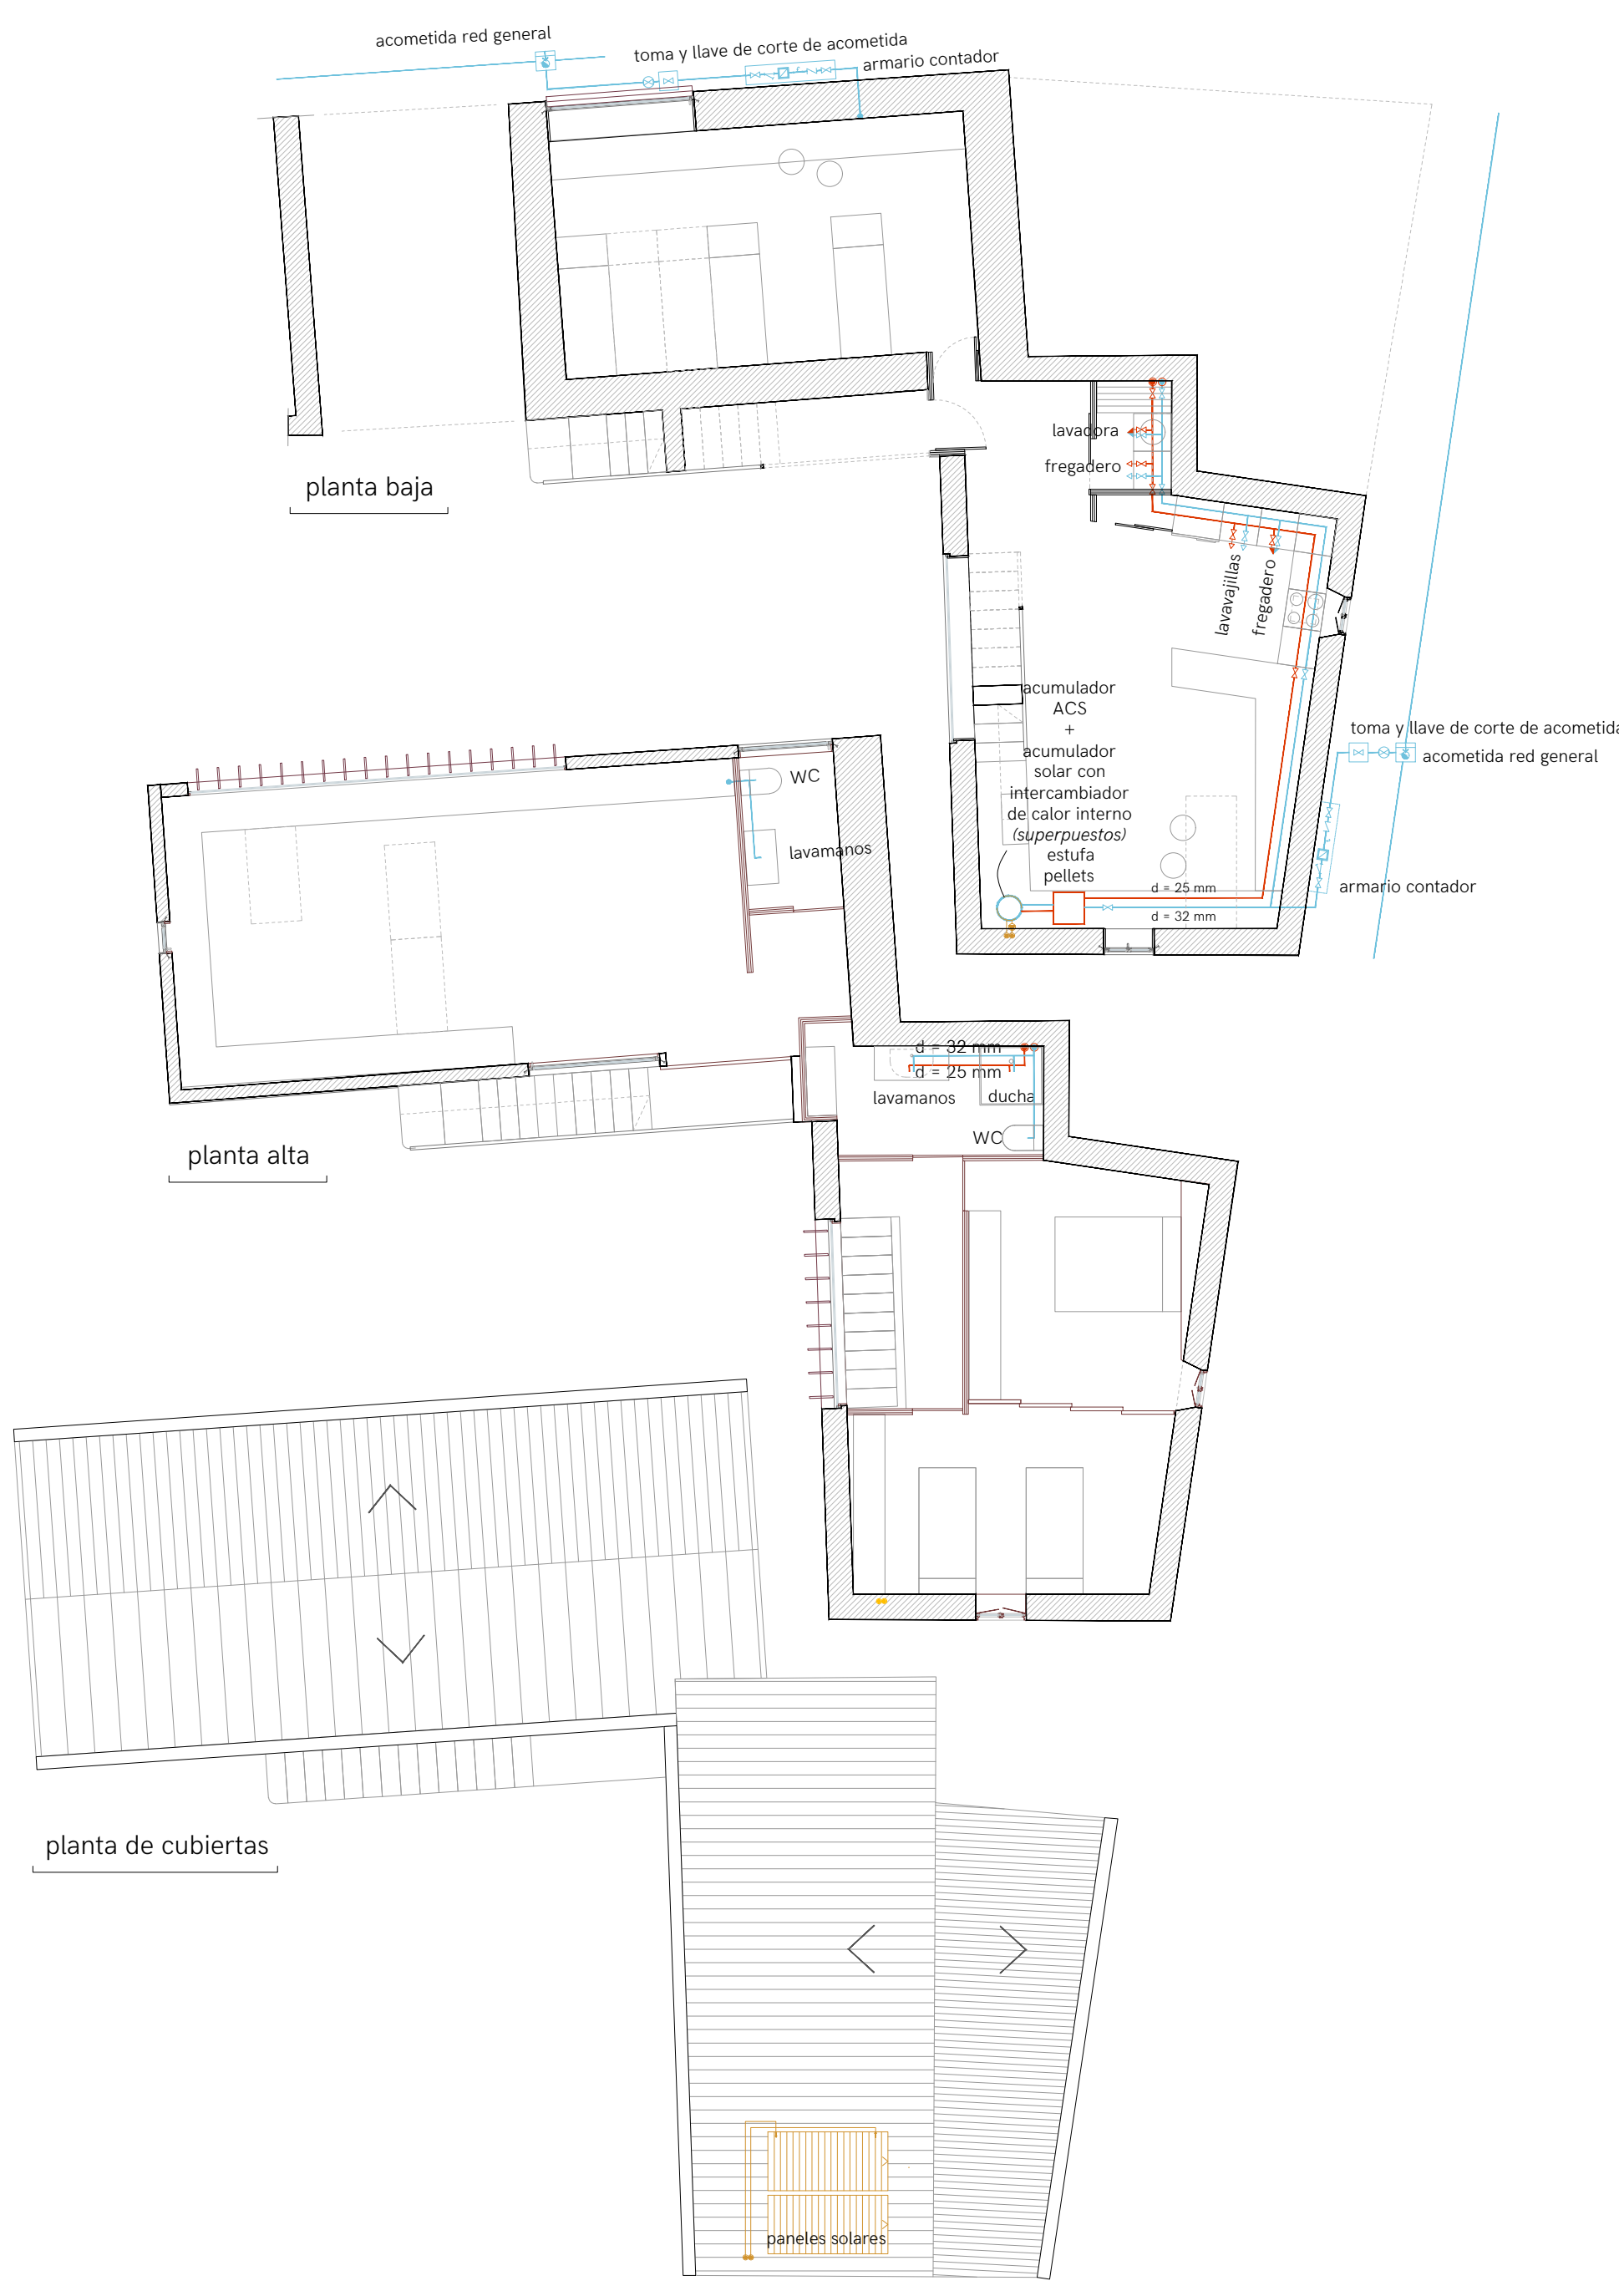 acometida red general
toma y llave de corte de acometida
armario contador
planta baja
lavadora
fregadero
lavavajillas
fregadero
acumulador
ACS
+
acumulador
solar con
intercambiador
de calor interno
(superpuestos)
estufa
pellets
d = 25 mm
d = 32 mm
toma y llave de corte de acometida
acometida red general
armario contador
WC
lavamanos
d = 32 mm
d = 25 mm
lavamanos
ducha
WC
planta alta
planta de cubiertas
paneles solares